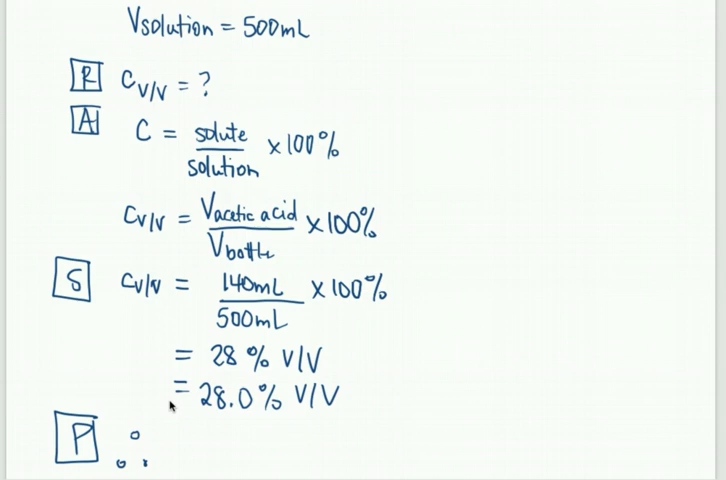 Vsolution = 500mL
R Cv/v = ?
A C = solute/solution × 100%
Cv/v = Vacetic acid/Vbottle × 100%
S Cv/v = 140mL/500mL × 100%
= 28 % V/V
= 28.0% V/V
P ∴